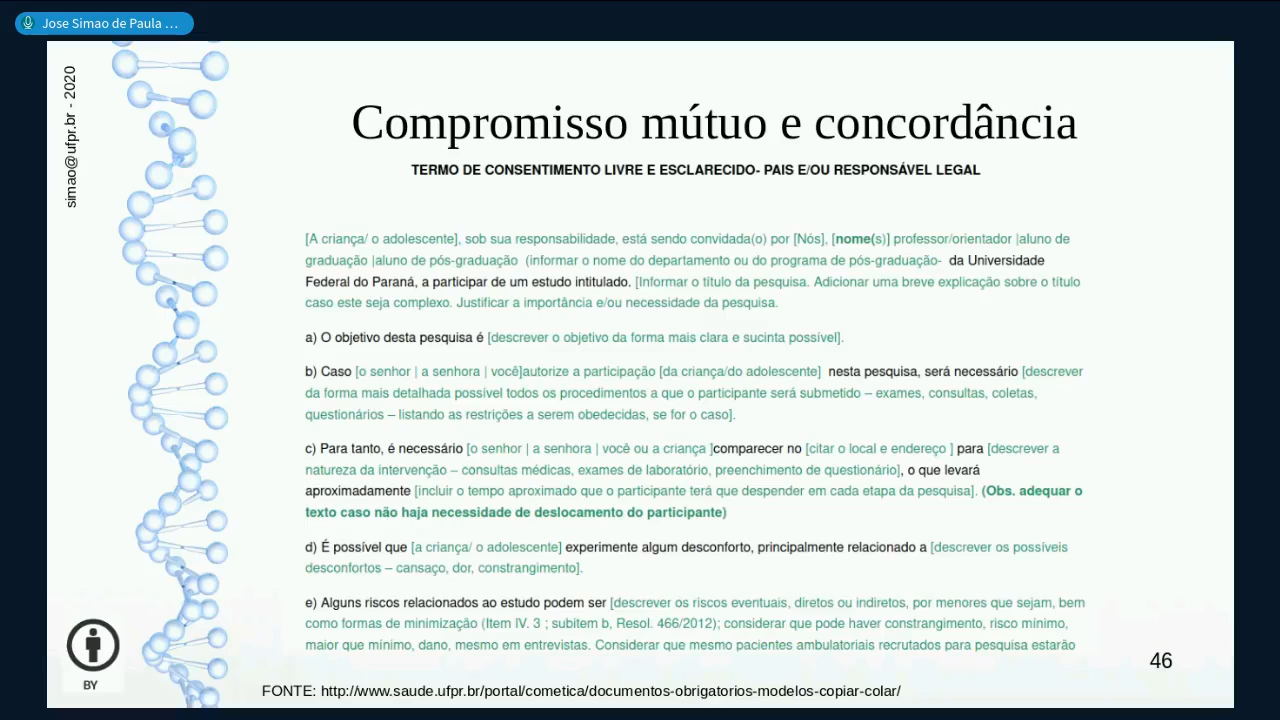 Jose Simao de Paula ...
simao@ufpr.br - 2020
Compromisso mútuo e concordância
TERMO DE CONSENTIMENTO LIVRE E ESCLARECIDO- PAIS E/OU RESPONSÁVEL LEGAL
[A criança/ o adolescente], sob sua responsabilidade, está sendo convidada(o) por [Nós], [nome(s)] professor/orientador |aluno de
graduação |aluno de pós-graduação (informar o nome do departamento ou do programa de pós-graduação- da Universidade
Federal do Paraná, a participar de um estudo intitulado. [Informar o título da pesquisa. Adicionar uma breve explicação sobre o título
caso este seja complexo. Justificar a importância e/ou necessidade da pesquisa.
a) O objetivo desta pesquisa é [descrever o objetivo da forma mais clara e sucinta possível].
b) Caso [o senhor | a senhora | você]autorize a participação [da criança/do adolescente] nesta pesquisa, será necessário [descrever
da forma mais detalhada possível todos os procedimentos a que o participante será submetido – exames, consultas, coletas,
questionários – listando as restrições a serem obedecidas, se for o caso].
c) Para tanto, é necessário [o senhor | a senhora | você ou a criança ]comparecer no [citar o local e endereço ] para [descrever a
natureza da intervenção – consultas médicas, exames de laboratório, preenchimento de questionário], o que levará
aproximadamente [incluir o tempo aproximado que o participante terá que despender em cada etapa da pesquisa]. (Obs. adequar o
texto caso não haja necessidade de deslocamento do participante)
d) É possível que [a criança/ o adolescente] experimente algum desconforto, principalmente relacionado a [descrever os possíveis
desconfortos – cansaço, dor, constrangimento].
e) Alguns riscos relacionados ao estudo podem ser [descrever os riscos eventuais, diretos ou indiretos, por menores que sejam, bem
como formas de minimização (Item IV. 3 ; subitem b, Resol. 466/2012); considerar que pode haver constrangimento, risco mínimo,
maior que mínimo, dano, mesmo em entrevistas. Considerar que mesmo pacientes ambulatoriais recrutados para pesquisa estarão
46
BY
FONTE: http://www.saude.ufpr.br/portal/cometica/documentos-obrigatorios-modelos-copiar-colar/